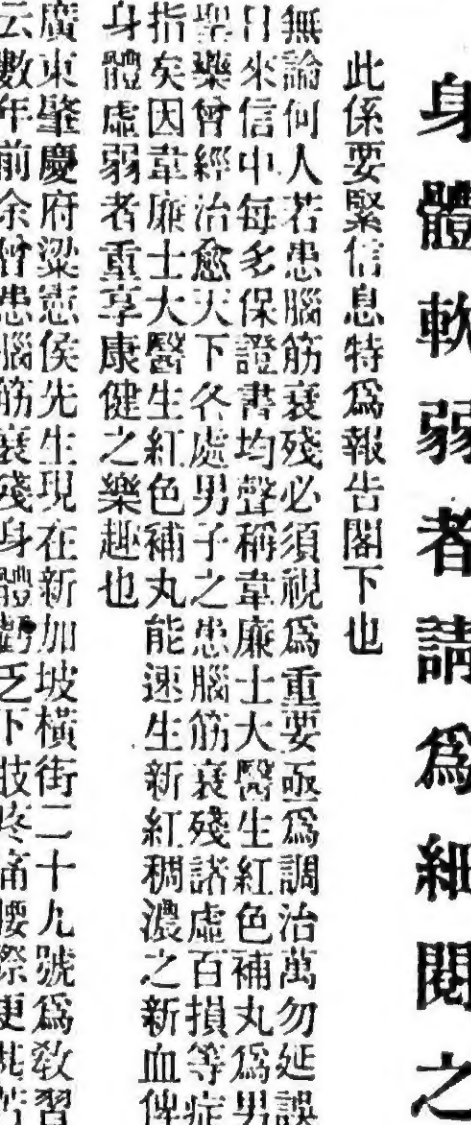 身體軟弱者請爲細閱之
此係要緊信息特爲報告閣下也
無論何人若患腦筋衰殘必須視爲重要亟爲調治萬勿延誤
日來信中每多保證書均聲稱韋廉士大醫生紅色補丸爲男
聖藥曾經治愈天下各處男子之患腦筋衰殘諸虛百損等症
指矣因韋廉士大醫生紅色補丸能速生新紅稠濃之新血俾
身體虛弱者重享康健之樂趣也
廣東肇慶府梁憲侯先生現在新加坡橫街二十九號爲敎習
云數年前余曾患腦筋衰殘身體虧乏下肢疼痛腰際更